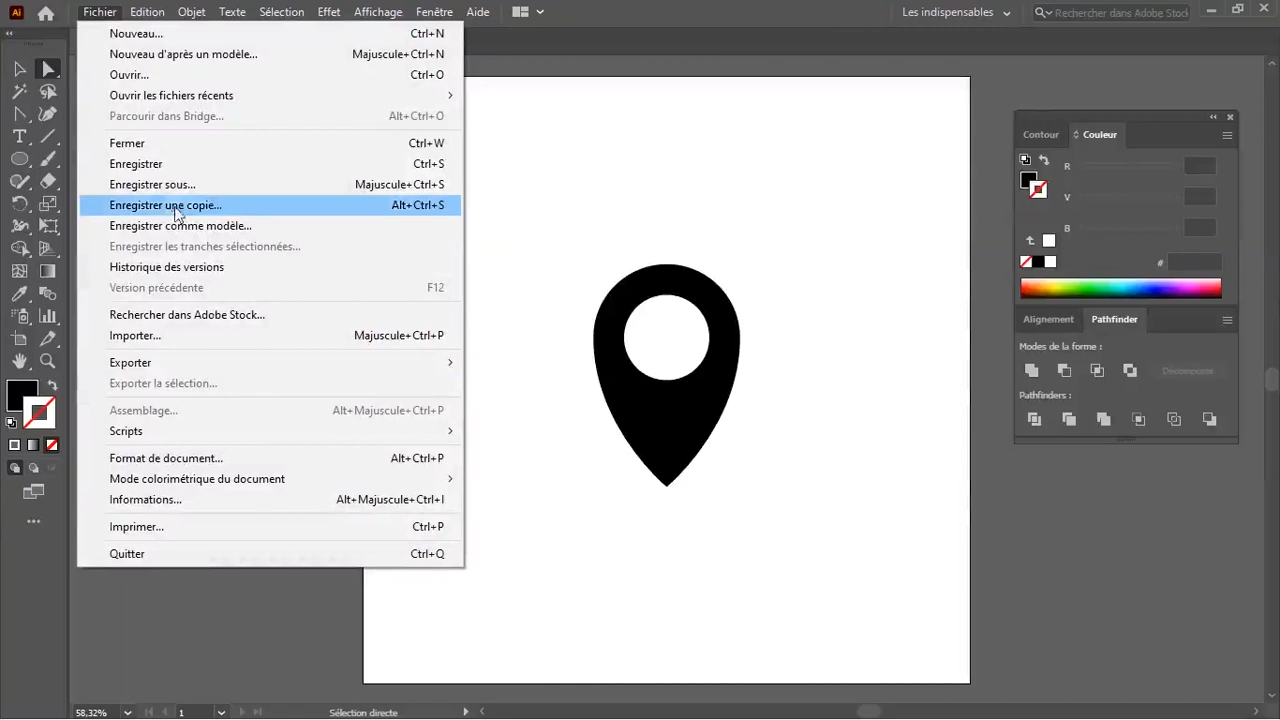 Ai Fichier Edition Objet Texte Sélection Effet Affichage Fenêtre Aide Les indispensables Rechercher dans Adobe Stock
Nouveau... Ctrl+N
Nouveau d'après un modèle... Majuscule+Ctrl+N
Ouvrir... Ctrl+O
Ouvrir les fichiers récents
Parcourir dans Bridge... Alt+Ctrl+O
Fermer Ctrl+W
Enregistrer Ctrl+S
Enregistrer sous... Majuscule+Ctrl+S
Enregistrer une copie... Alt+Ctrl+S
Enregistrer comme modèle...
Enregistrer les tranches sélectionnées...
Historique des versions
Version précédente F12
Rechercher dans Adobe Stock...
Importer... Majuscule+Ctrl+P
Exporter
Exporter la sélection...
Assemblage... Alt+Majuscule+Ctrl+P
Scripts
Format de document... Alt+Ctrl+P
Mode colorimétrique du document
Informations... Alt+Majuscule+Ctrl+I
Imprimer... Ctrl+P
Quitter Ctrl+Q
Contour Couleur
R
V
B
#
Alignement Pathfinder
Modes de la forme :
Décomposer
Pathfinders :
58,32% 1 Sélection directe